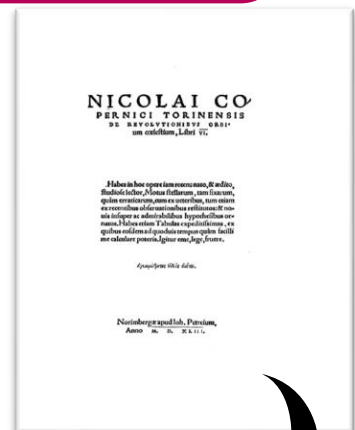 NICOLAI CO-
PERNICI TORINENSIS
DE REVOLVTIONIBVS ORBI-
um cœlestium, Libri VI.
Habes in hoc opere iam recens nato, & ædito,
studiose lector, Motus stellarum, tam fixarum,
quàm erraticarum, cum ex ueteribus, tum etiam
ex recentibus obseruationibus restitutos: & no-
uis insuper ac admirabilibus hypothesibus or-
natos. Habes etiam Tabulas expeditissimas, ex
quibus eosdem ad quoduis tempus quàm facilli
me calculare poteris. Igitur eme, lege, fruere.
Norimbergæ apud Ioh. Petreium,
Anno M. D. XLIII.